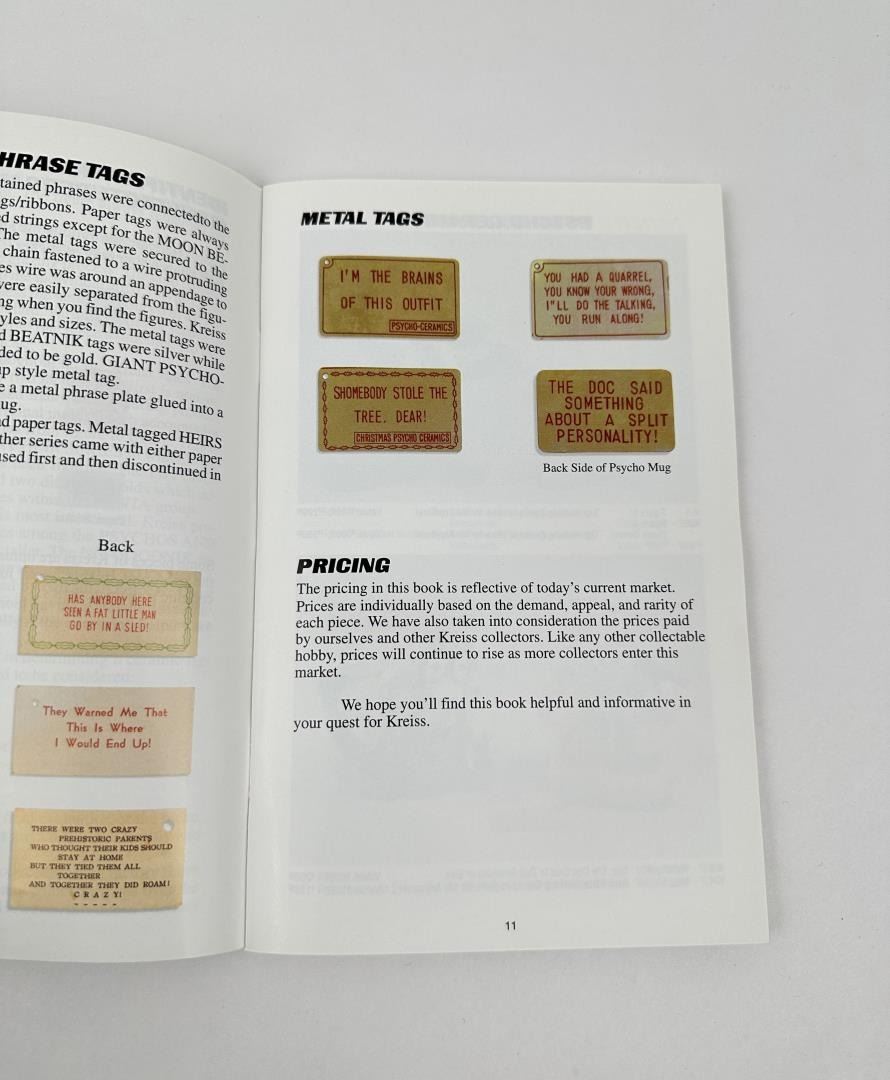 HRASE TAGS
tained phrases were connectedto the
gs/ribbons. Paper tags were always
d strings except for the MOON BE-
The metal tags were secured to the
chain fastened to a wire protruding
es wire was around an appendage to
were easily separated from the figu-
ng when you find the figures. Kreiss
yles and sizes. The metal tags were
d BEATNIK tags were silver while
ded to be gold. GIANT PSYCHO-
p style metal tag.
e a metal phrase plate glued into a
ug.
d paper tags. Metal tagged HEIRS
ther series came with either paper
used first and then discontinued in
Back
HAS ANYBODY HERE
SEEN A FAT LITTLE MAN
GO BY IN A SLED!
They Warned Me That
This Is Where
I Would End Up!
THERE WERE TWO CRAZY
PREHISTORIC PARENTS
WHO THOUGHT THEIR KIDS SHOULD
STAY AT HOME
BUT THEY TIED THEM ALL
TOGETHER
AND TOGETHER THEY DID ROAM!
C R A Z Y!
- - - - -
METAL TAGS
I'M THE BRAINS
OF THIS OUTFIT
PSYCHO-CERAMICS
YOU HAD A QUARREL,
YOU KNOW YOUR WRONG,
I"LL DO THE TALKING,
YOU RUN ALONG!
SHOMEBODY STOLE THE
TREE, DEAR!
CHRISTMAS PSYCHO CERAMICS
THE DOC SAID
SOMETHING
ABOUT A SPLIT
PERSONALITY!
Back Side of Psycho Mug
PRICING
The pricing in this book is reflective of today's current market.
Prices are individually based on the demand, appeal, and rarity of
each piece. We have also taken into consideration the prices paid
by ourselves and other Kreiss collectors. Like any other collectable
hobby, prices will continue to rise as more collectors enter this
market.
We hope you'll find this book helpful and informative in
your quest for Kreiss.
11